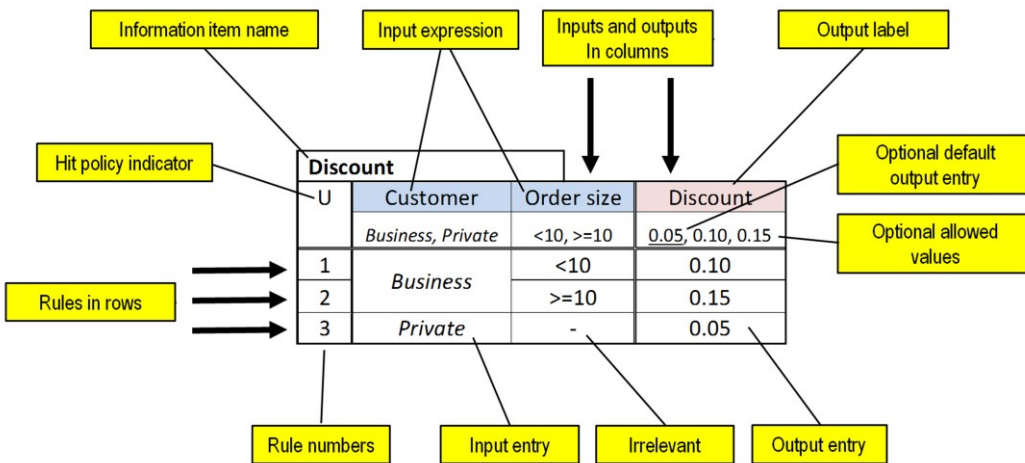 Information item name
Input expression
Inputs and outputs
In columns
Output label
Hit policy indicator
Discount
Optional default
output entry
U
Customer
Order size
Discount
Business, Private
<10, >=10
0.05, 0.10, 0.15
Optional allowed
values
Rules in rows
1
Business
<10
0.10
2
>=10
0.15
3
Private
-
0.05
Rule numbers
Input entry
Irrelevant
Output entry